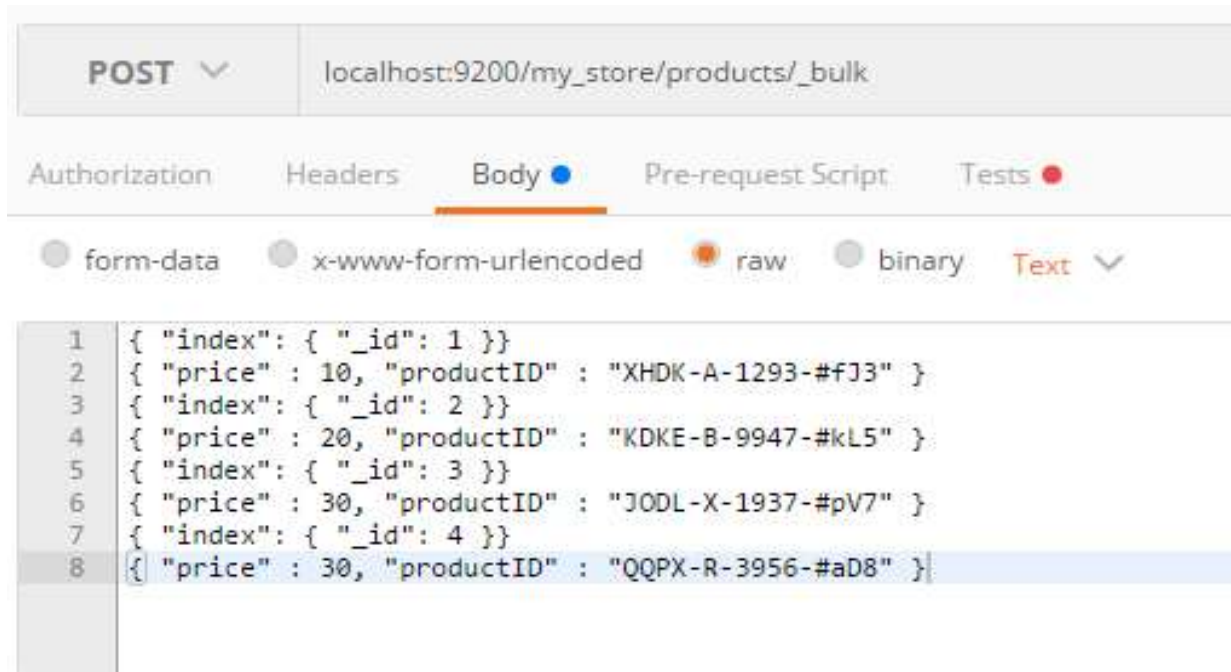 POST localhost:9200/my_store/products/_bulk
Authorization Headers Body Pre-request Script Tests
form-data x-www-form-urlencoded raw binary Text
1 { "index": { "_id": 1 }}
2 { "price" : 10, "productID" : "XHDK-A-1293-#fJ3" }
3 { "index": { "_id": 2 }}
4 { "price" : 20, "productID" : "KDKE-B-9947-#kL5" }
5 { "index": { "_id": 3 }}
6 { "price" : 30, "productID" : "JODL-X-1937-#pV7" }
7 { "index": { "_id": 4 }}
8 { "price" : 30, "productID" : "QQPX-R-3956-#aD8" }